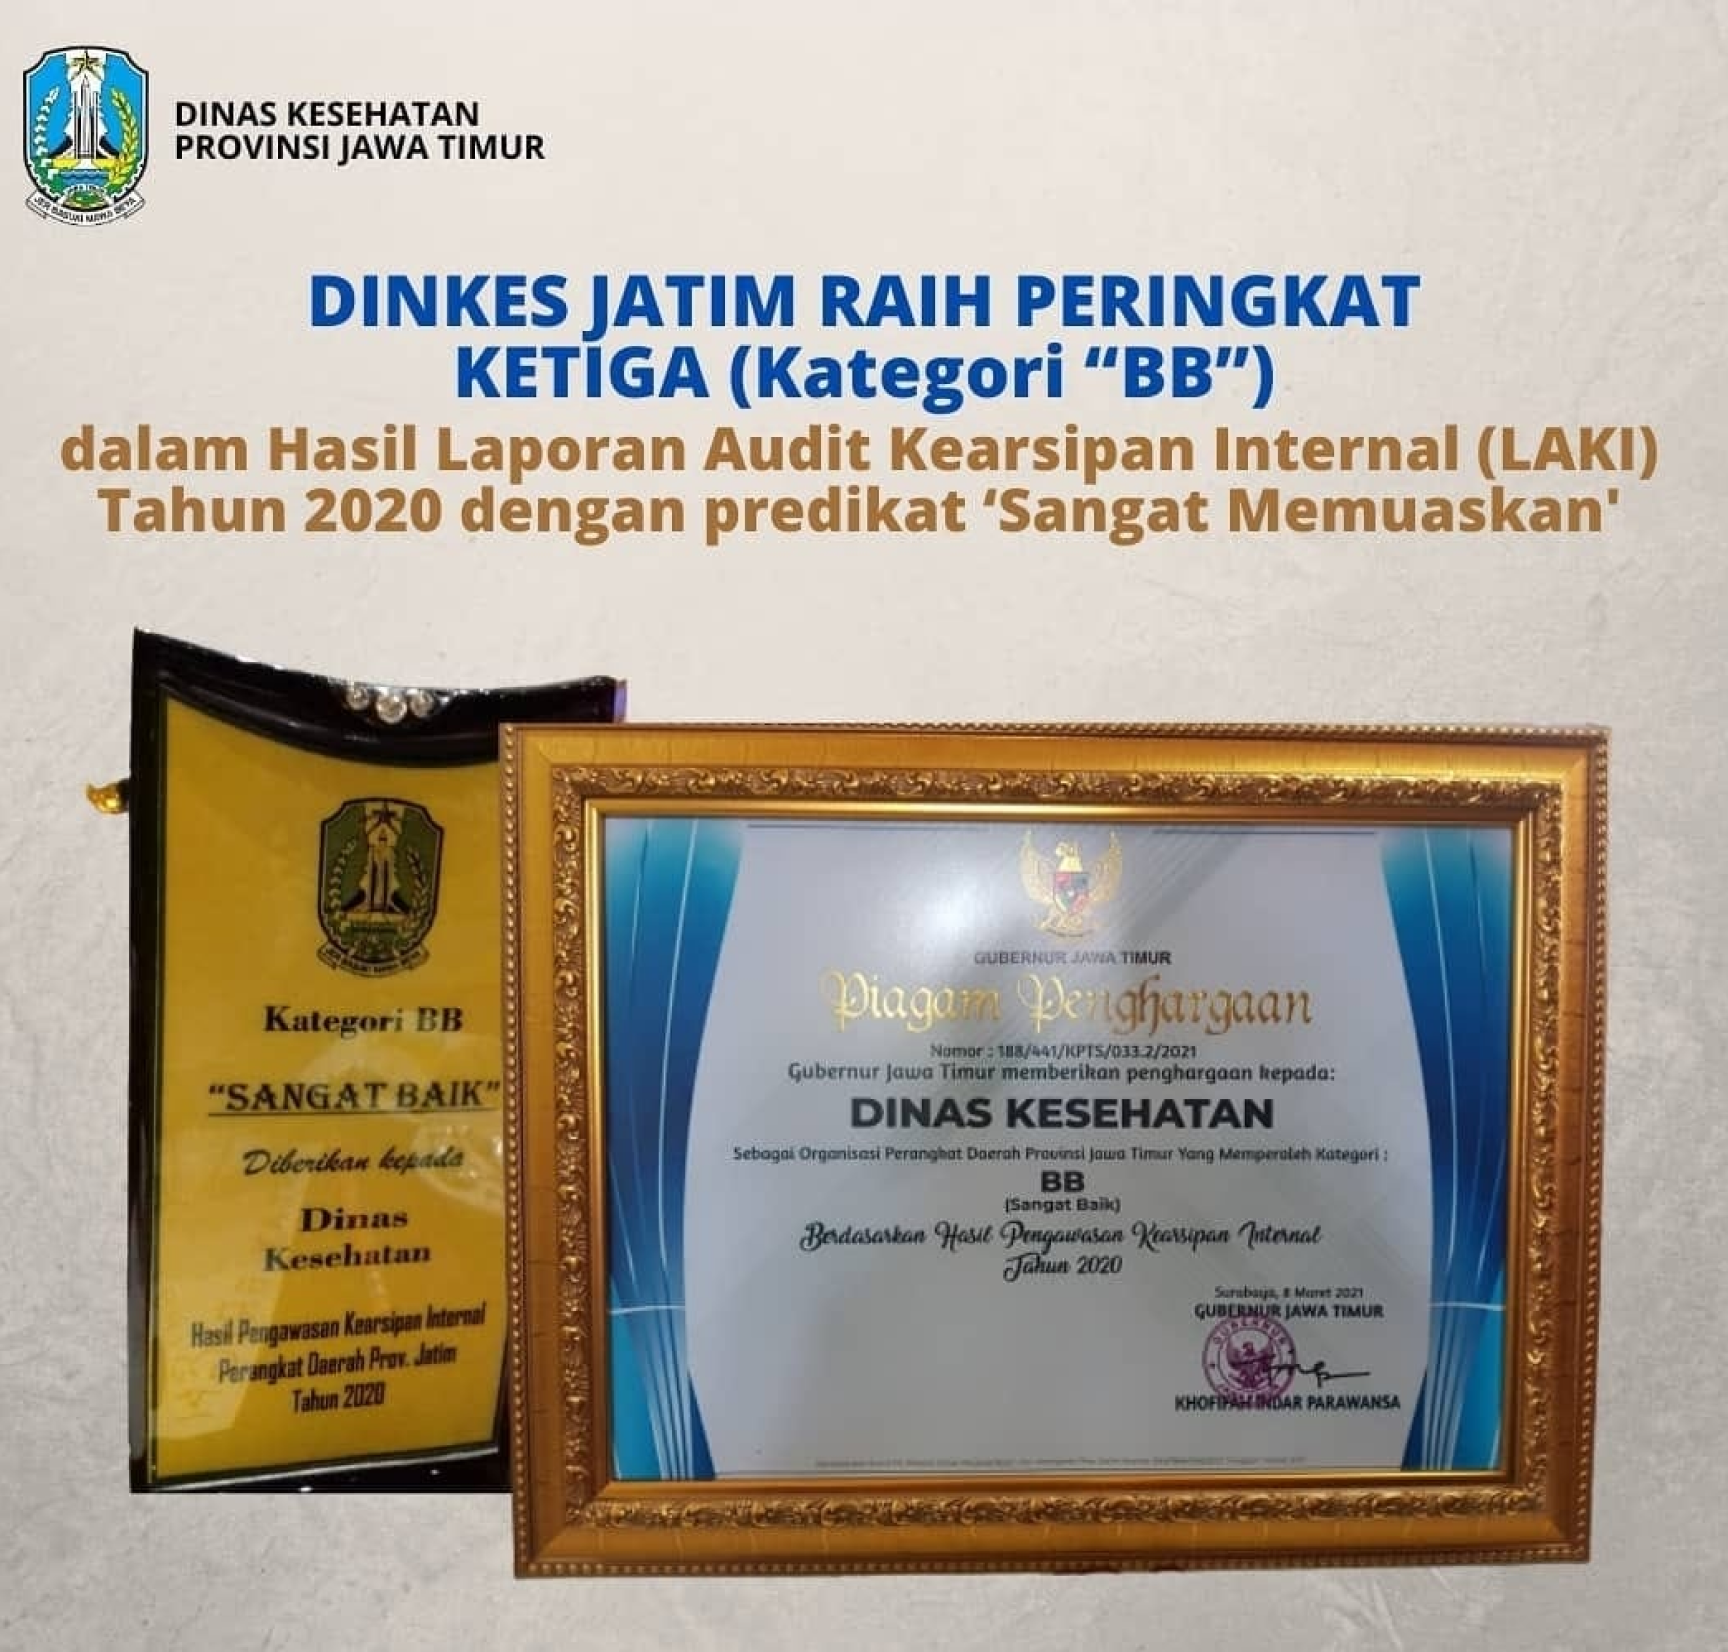 DINAS KESEHATAN
PROVINSI JAWA TIMUR
JAWA TIMUR
JER BASUKI MAWA BEYA
DINKES JATIM RAIH PERINGKAT
KETIGA (Kategori “BB”)
dalam Hasil Laporan Audit Kearsipan Internal (LAKI)
Tahun 2020 dengan predikat ‘Sangat Memuaskan'
JER BASUKI MAWA BEYA
Kategori BB
“SANGAT BAIK”
Diberikan kepada
Dinas
Kesehatan
Hasil Pengawasan Kearsipan Internal
Perangkat Daerah Prov. Jatim
Tahun 2020
GUBERNUR JAWA TIMUR
Piagam Penghargaan
Nomor : 188/441/KPTS/033.2/2021
Gubernur Jawa Timur memberikan penghargaan kepada:
DINAS KESEHATAN
Sebagai Organisasi Perangkat Daerah Provinsi Jawa Timur Yang Memperoleh Kategori :
BB
(Sangat Baik)
Berdasarkan Hasil Pengawasan Kearsipan Internal
Tahun 2020
Surabaya, 8 Maret 2021
GUBERNUR JAWA TIMUR
GUBERNUR
KHOFIFAH INDAR PARAWANSA